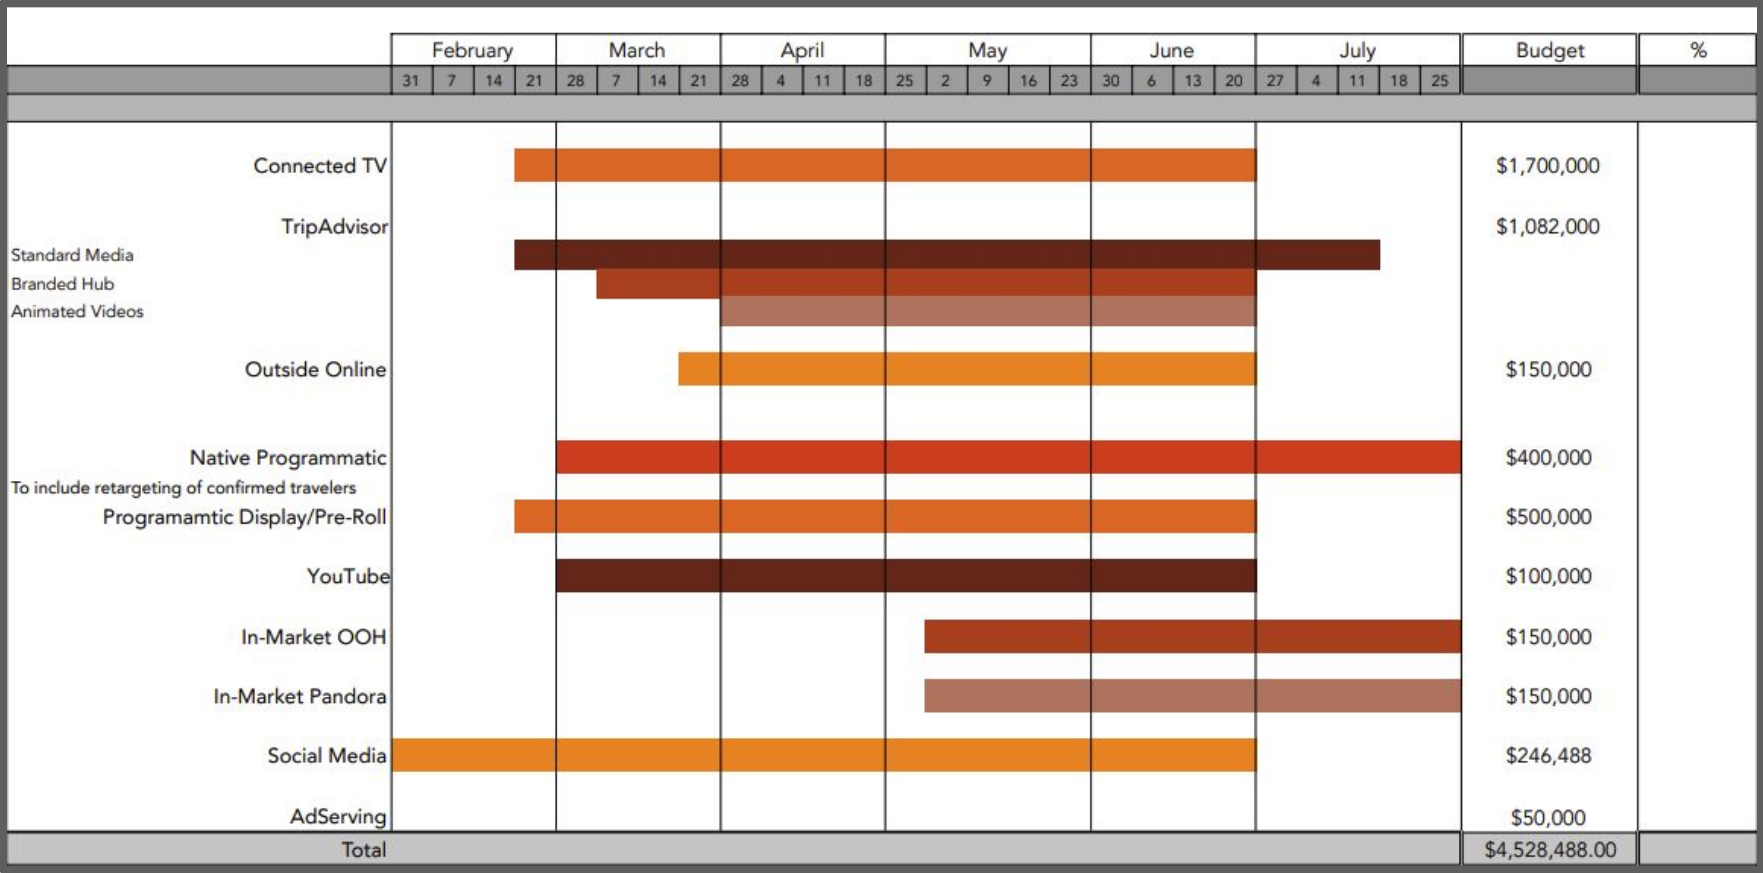 February March April May June July Budget %
31 7 14 21 28 7 14 21 28 4 11 18 25 2 9 16 23 30 6 13 20 27 4 11 18 25
Connected TV $1,700,000
TripAdvisor $1,082,000
Standard Media
Branded Hub
Animated Videos
Outside Online $150,000
Native Programmatic $400,000
To include retargeting of confirmed travelers
Programamtic Display/Pre-Roll $500,000
YouTube $100,000
In-Market OOH $150,000
In-Market Pandora $150,000
Social Media $246,488
AdServing $50,000
Total $4,528,488.00